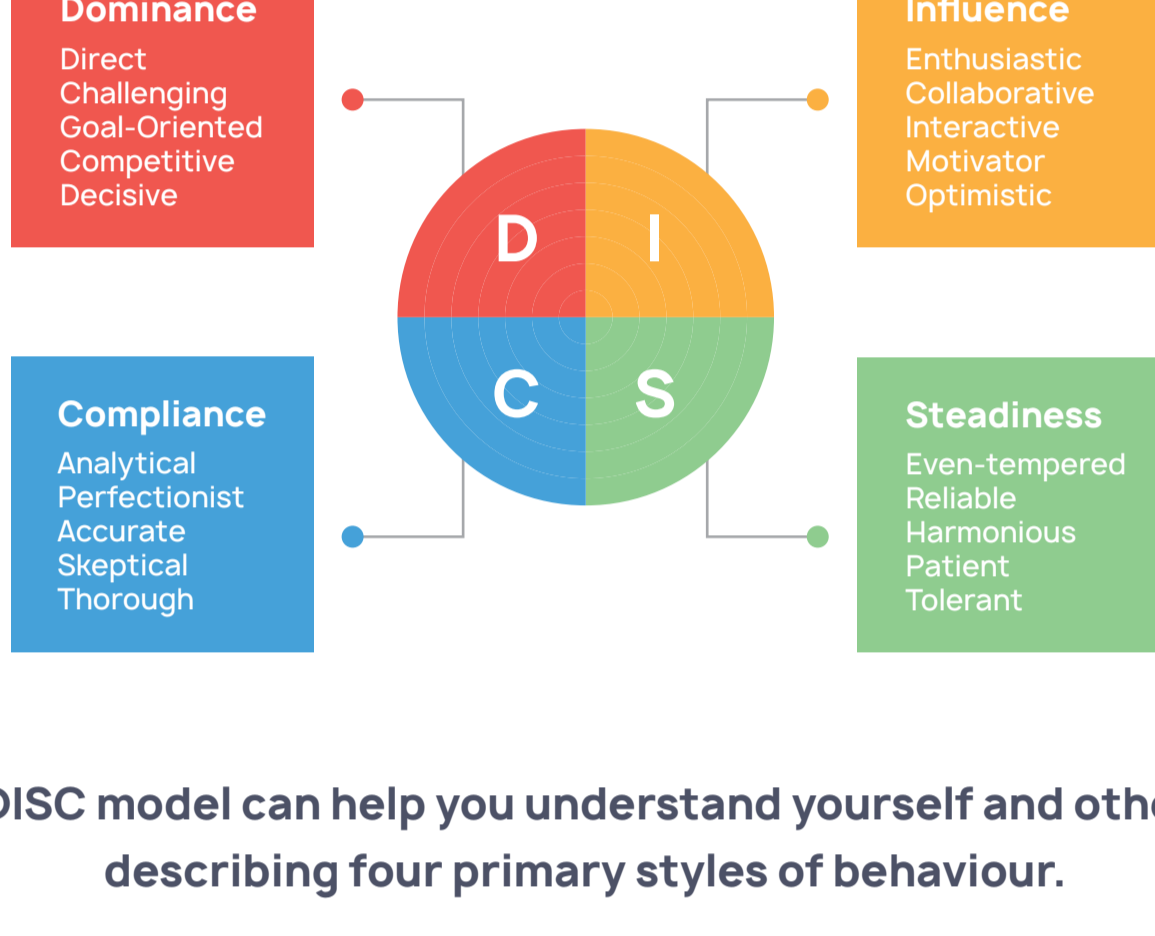 Dominance
Direct
Challenging
Goal-Oriented
Competitive
Decisive
Influence
Enthusiastic
Collaborative
Interactive
Motivator
Optimistic
D
I
C
S
Compliance
Analytical
Perfectionist
Accurate
Skeptical
Thorough
Steadiness
Even-tempered
Reliable
Harmonious
Patient
Tolerant
DISC model can help you understand yourself and othe
describing four primary styles of behaviour.